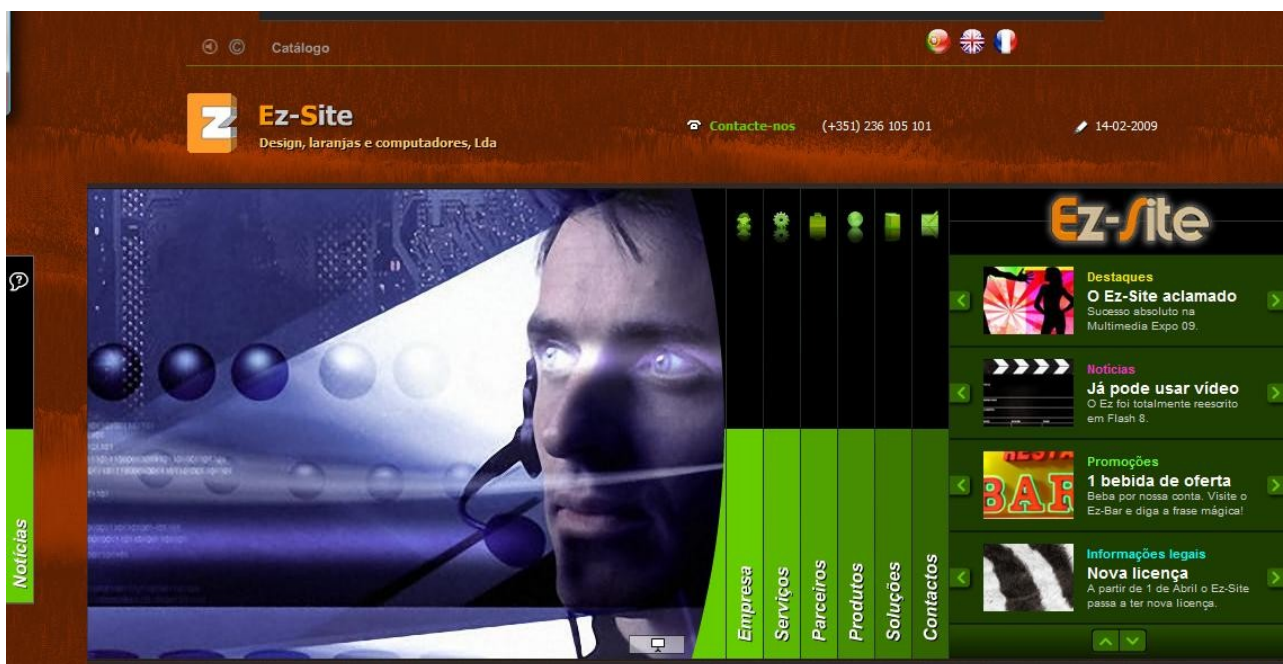 Catálogo
Ez-Site
Design, laranjas e computadores, Lda
Contacte-nos (+351) 236 105 101
14-02-2009
Notícias
Empresa
Serviços
Parceiros
Produtos
Soluções
Contactos
Ez-Site
Destaques
O Ez-Site aclamado
Sucesso absoluto na
Multimedia Expo 09.
Notícias
Já pode usar vídeo
O Ez foi totalmente reescrito
em Flash 8.
BAR
Promoções
1 bebida de oferta
Beba por nossa conta. Visite o
Ez-Bar e diga a frase mágica!
Informações legais
Nova licença
A partir de 1 de Abril o Ez-Site
passa a ter nova licença.